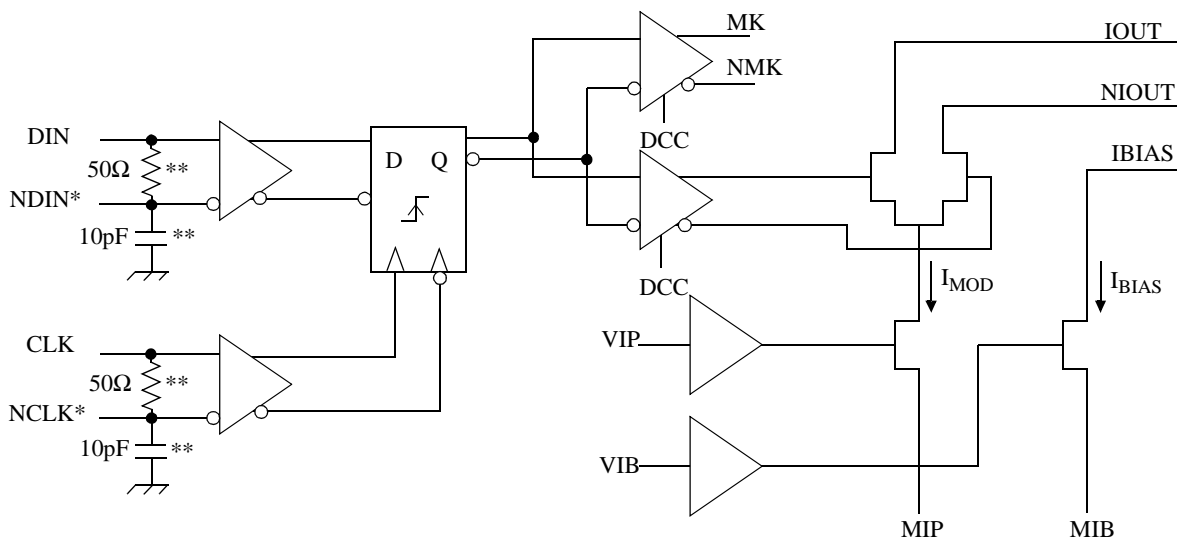 MK
IOUT
NMK
NIOUT
DIN
DCC
50Ω
**
D
Q
IBIAS
NDIN*
10pF
**
DCC
IMOD
IBIAS
CLK
VIP
50Ω
**
NCLK*
10pF
**
VIB
MIP
MIB